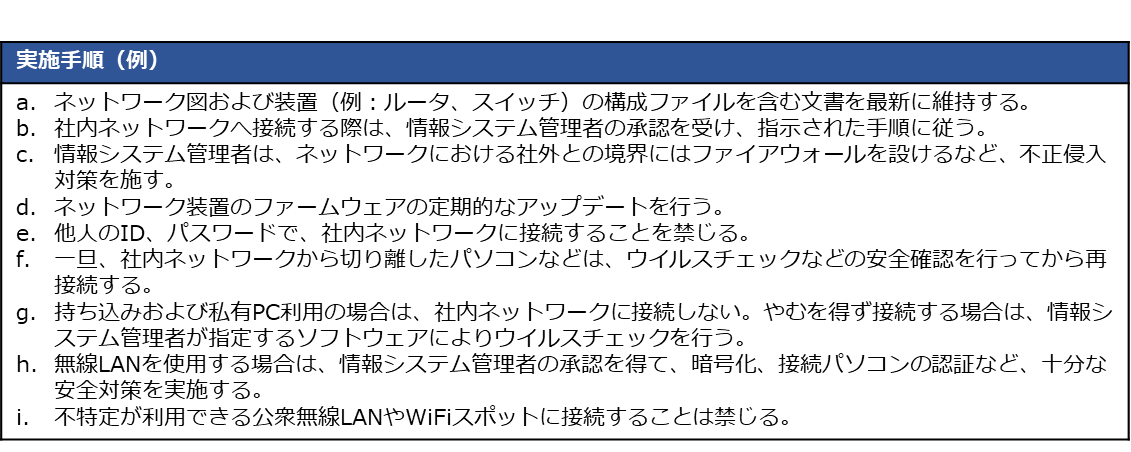 実施手順（例）
a. ネットワーク図および装置（例：ルータ、スイッチ）の構成ファイルを含む文書を最新に維持する。
b. 社内ネットワークへ接続する際は、情報システム管理者の承認を受け、指示された手順に従う。
c. 情報システム管理者は、ネットワークにおける社外との境界にはファイアウォールを設けるなど、不正侵入
対策を施す。
d. ネットワーク装置のファームウェアの定期的なアップデートを行う。
e. 他人のID、パスワードで、社内ネットワークに接続することを禁じる。
f. 一旦、社内ネットワークから切り離したパソコンなどは、ウイルスチェックなどの安全確認を行ってから再
接続する。
g. 持ち込みおよび私有PC利用の場合は、社内ネットワークに接続しない。やむを得ず接続する場合は、情報シ
ステム管理者が指定するソフトウェアによりウイルスチェックを行う。
h. 無線LANを使用する場合は、情報システム管理者の承認を得て、暗号化、接続パソコンの認証など、十分な
安全対策を実施する。
i. 不特定が利用できる公衆無線LANやWiFiスポットに接続することは禁じる。